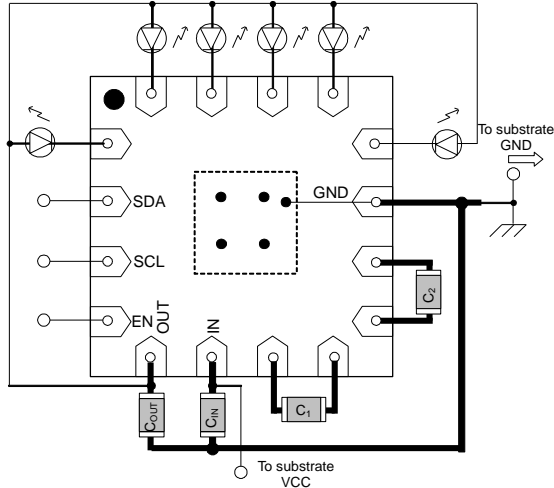 To substrate
GND
SDA
GND
SCL
C2
EN
OUT
IN
COUT
CIN
C1
To substrate
VCC